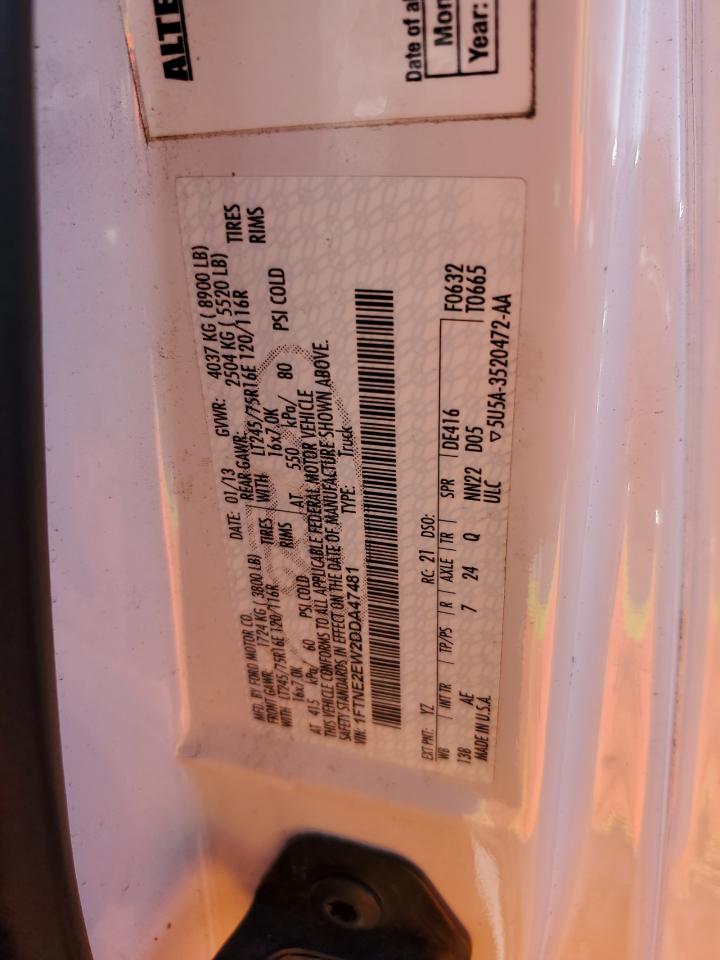 ALTE
Date of al
Mon
Year:
MFD. BY FORD MOTOR CO.
DATE: 01/13 GVWR: 4037 KG ( 8900 LB)
FRONT GAWR: 1724 KG ( 3800 LB) REAR GAWR: 2504 KG ( 5520 LB)
WITH LT245/75R16E 120/116R TIRES WITH LT245/75R16E 120/116R TIRES
16x7.0K RIMS 16x7.0K RIMS
AT 415 kPa/ 60 PSI COLD AT 550 kPa/ 80 PSI COLD
THIS VEHICLE CONFORMS TO ALL APPLICABLE FEDERAL MOTOR VEHICLE
SAFETY STANDARDS IN EFFECT ON THE DATE OF MANUFACTURE SHOWN ABOVE.
VIN: 1FTNE2EW2DDA47481 TYPE: Truck
F0632
T0665
EXT PNT: YZ RC: 21 DSO:
WB INT TR TP/PS R AXLE TR SPR DE416
138 AE 7 24 Q NN22 D05
MADE IN U.S.A. ULC ▽5U5A-3520472-AA